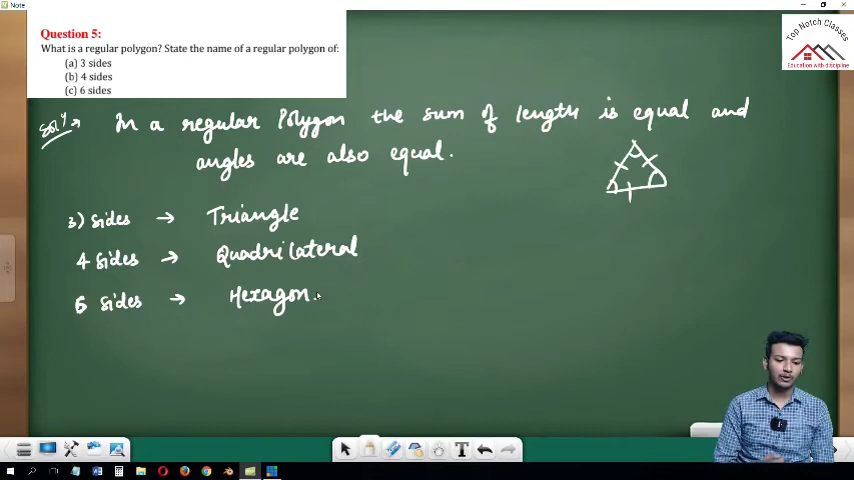 Note
Question 5:
What is a regular polygon? State the name of a regular polygon of:
(a) 3 sides
(b) 4 sides
(c) 6 sides
Top Notch Classes
Education with discipline
Solⁿ → In a regular Polygon the sum of length is equal and
angles are also equal.
3) Sides → Triangle
4 Sides → Quadrilateral
6 Sides → Hexagon.